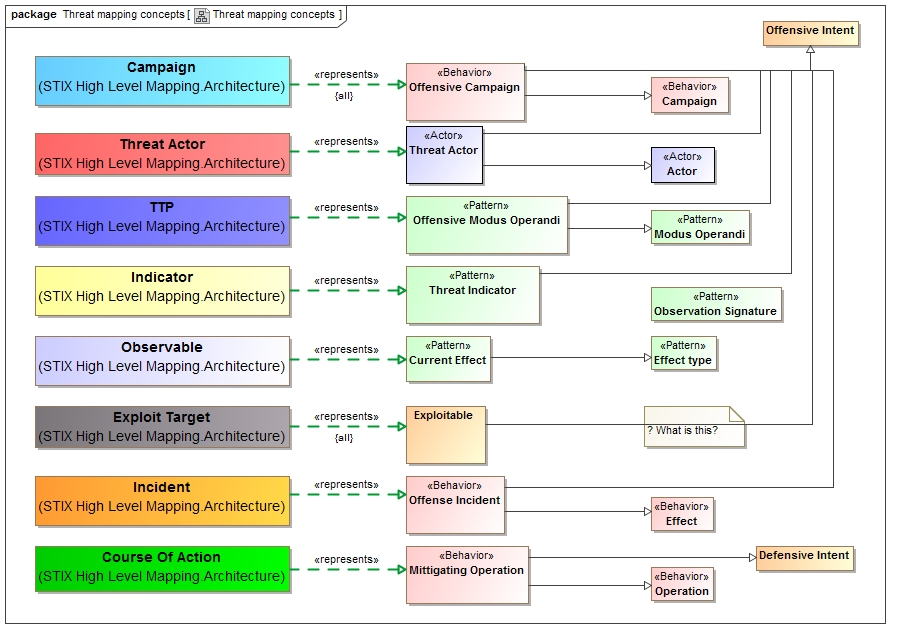 package Threat mapping concepts [ Threat mapping concepts ]
Offensive Intent
Campaign
(STIX High Level Mapping.Architecture)
«represents»
{all}
«Behavior»
Offensive Campaign
«Behavior»
Campaign
Threat Actor
(STIX High Level Mapping.Architecture)
«represents»
«Actor»
Threat Actor
«Actor»
Actor
TTP
(STIX High Level Mapping.Architecture)
«represents»
«Pattern»
Offensive Modus Operandi
«Pattern»
Modus Operandi
Indicator
(STIX High Level Mapping.Architecture)
«represents»
«Pattern»
Threat Indicator
«Pattern»
Observation Signature
Observable
(STIX High Level Mapping.Architecture)
«represents»
«Pattern»
Current Effect
«Pattern»
Effect type
Exploit Target
(STIX High Level Mapping.Architecture)
«represents»
{all}
Exploitable
? What is this?
Incident
(STIX High Level Mapping.Architecture)
«represents»
«Behavior»
Offense Incident
«Behavior»
Effect
Course Of Action
(STIX High Level Mapping.Architecture)
«represents»
«Behavior»
Mittigating Operation
Defensive Intent
«Behavior»
Operation